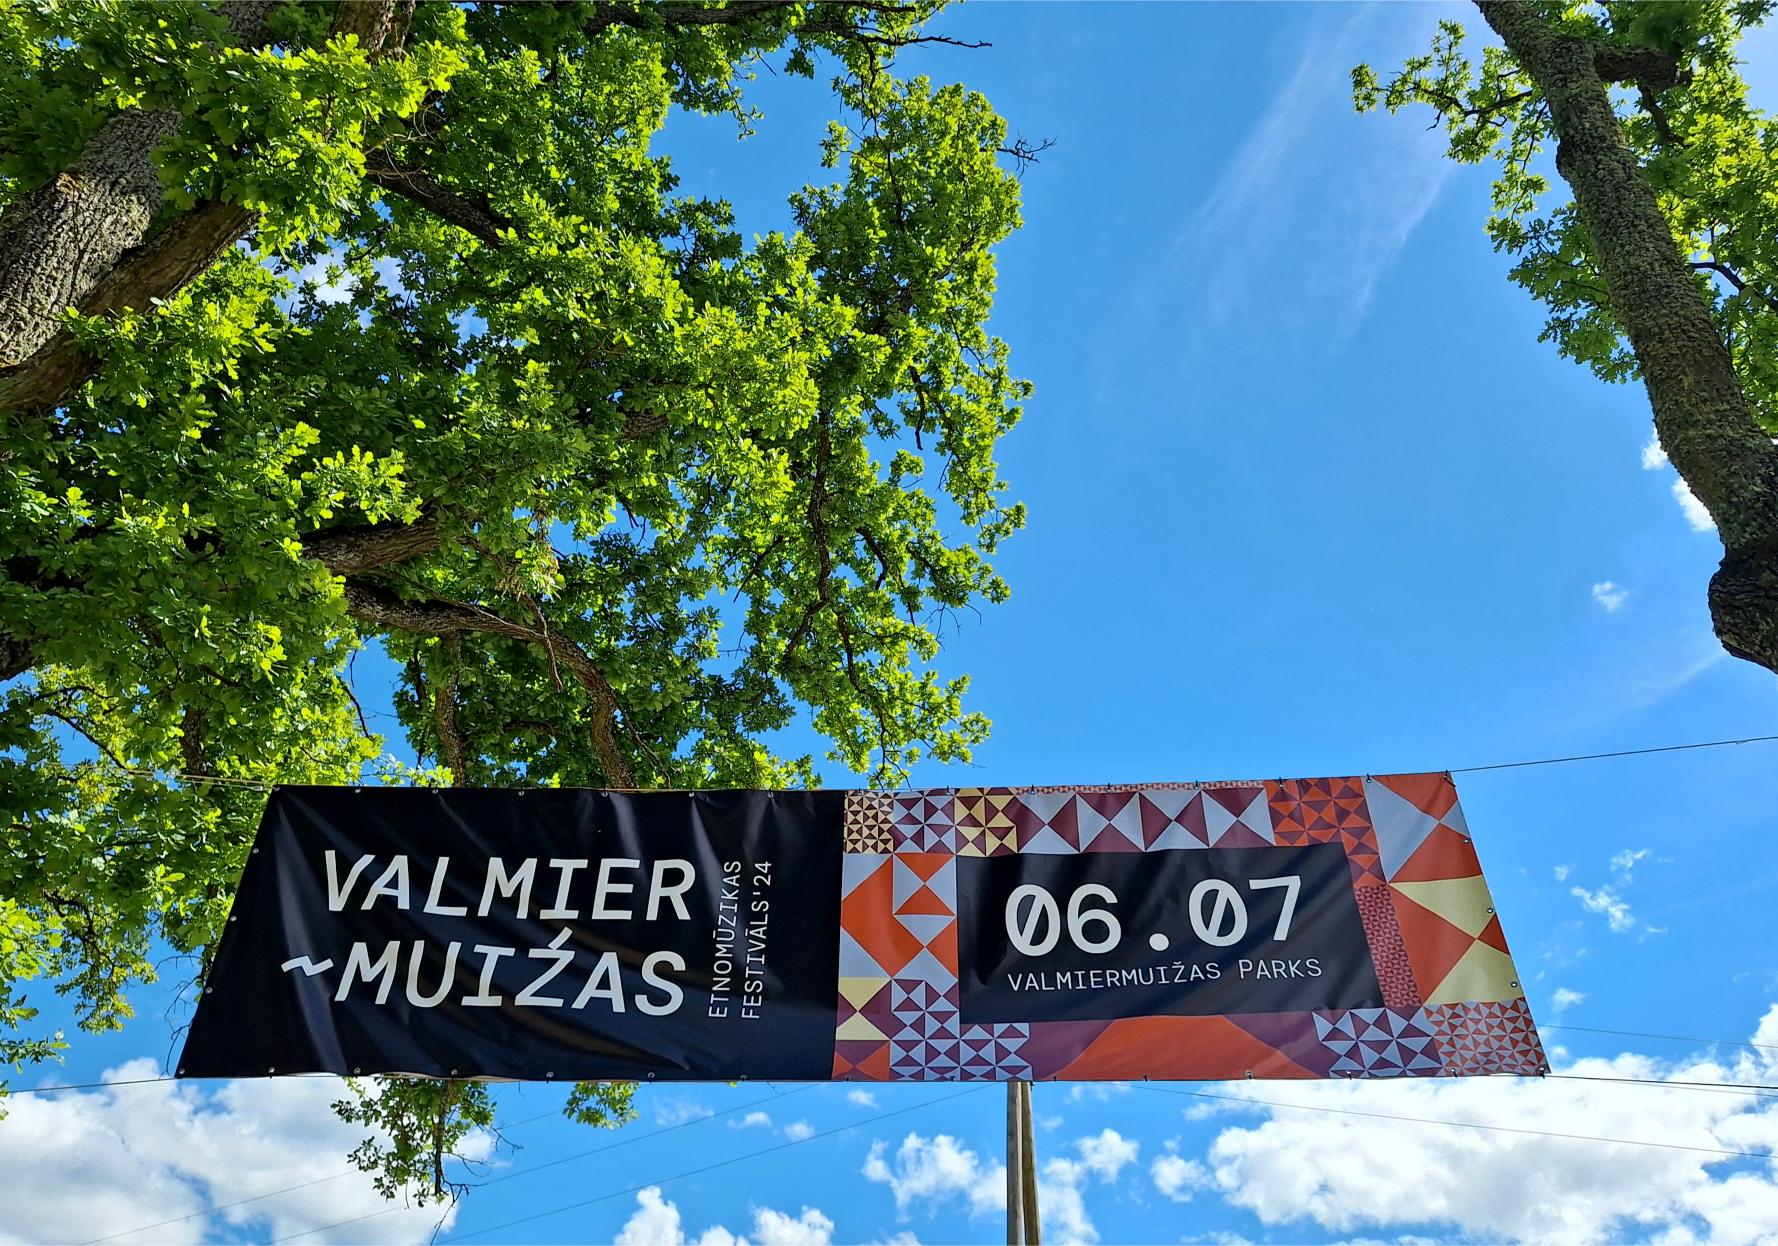 VALMIER
~MUIŹAS
ETNOMŪZIKAS
FESTIVĀLS'24
06.07
VALMIERMUIŽAS PARKS